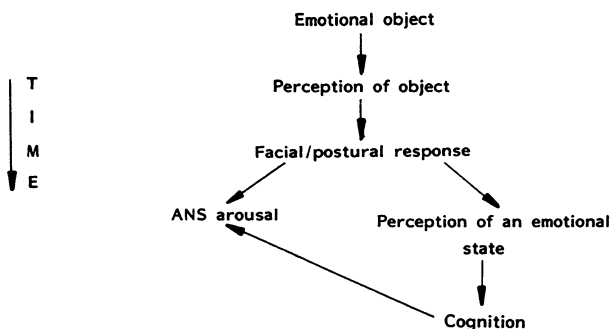 Emotional object
T
I
M
E
Perception of object
Facial/postural response
ANS arousal
Perception of an emotional
state
Cognition